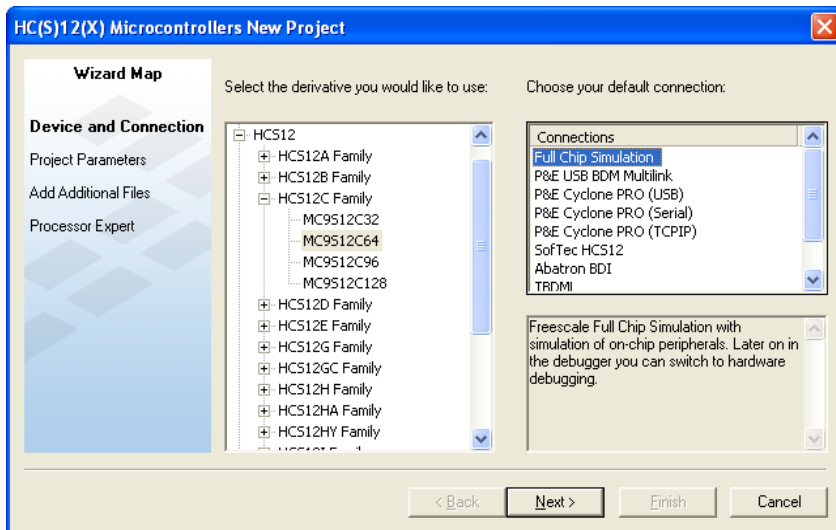 HC(S)12(X) Microcontrollers New Project
Wizard Map
Device and Connection
Project Parameters
Add Additional Files
Processor Expert
Select the derivative you would like to use:
HCS12
HCS12A Family
HCS12B Family
HCS12C Family
MC9S12C32
MC9S12C64
MC9S12C96
MC9S12C128
HCS12D Family
HCS12E Family
HCS12G Family
HCS12GC Family
HCS12H Family
HCS12HA Family
HCS12HY Family
Choose your default connection:
Connections
Full Chip Simulation
P&E USB BDM Multilink
P&E Cyclone PRO (USB)
P&E Cyclone PRO (Serial)
P&E Cyclone PRO (TCPIP)
SofTec HCS12
Abatron BDI
TBDML
Freescale Full Chip Simulation with
simulation of on-chip peripherals. Later on in
the debugger you can switch to hardware
debugging.
< Back
Next >
Finish
Cancel